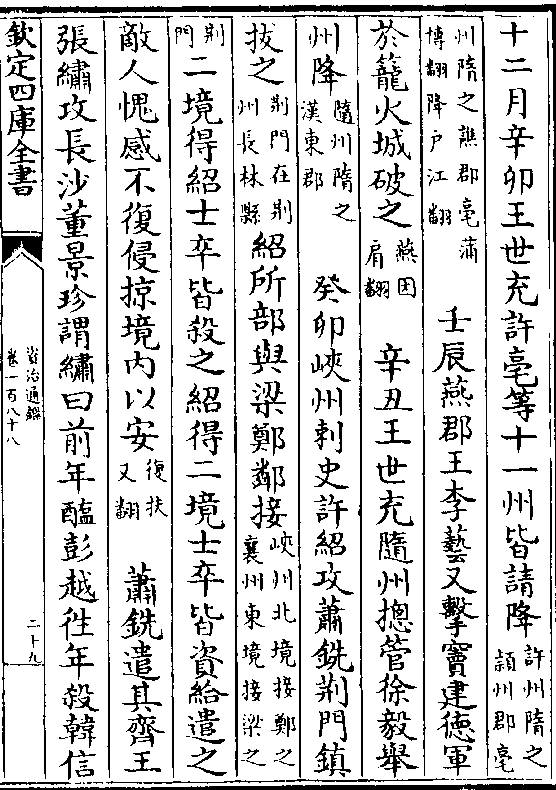 十二月辛卯王世充許亳等十一州皆請降許州隋之潁州郡亳
州隋之譙郡亳蒲博翻降户江翻　壬辰燕郡王李藝又擊竇建德軍
於籠火城破之燕因肩翻　辛丑王世充隨州摠管徐毅舉
州降隨州隋之漢東郡　癸卯峽州刺史許紹攻蕭銑荆門鎮
拔之荆門在荆州長林縣紹所部與梁鄭鄰接峽州北境接鄭之襄州東境接梁之
荆門二境得紹士卒皆殺之紹得二境士卒皆資給遣之
敵人愧感不復侵掠境内以安復扶又翻　蕭銑遣其齊王
張繡攻長沙董景珍謂繡曰前年醢彭越徃年殺韓信
欽定四庫全書
資治通鑑
卷一百八十八
二十九